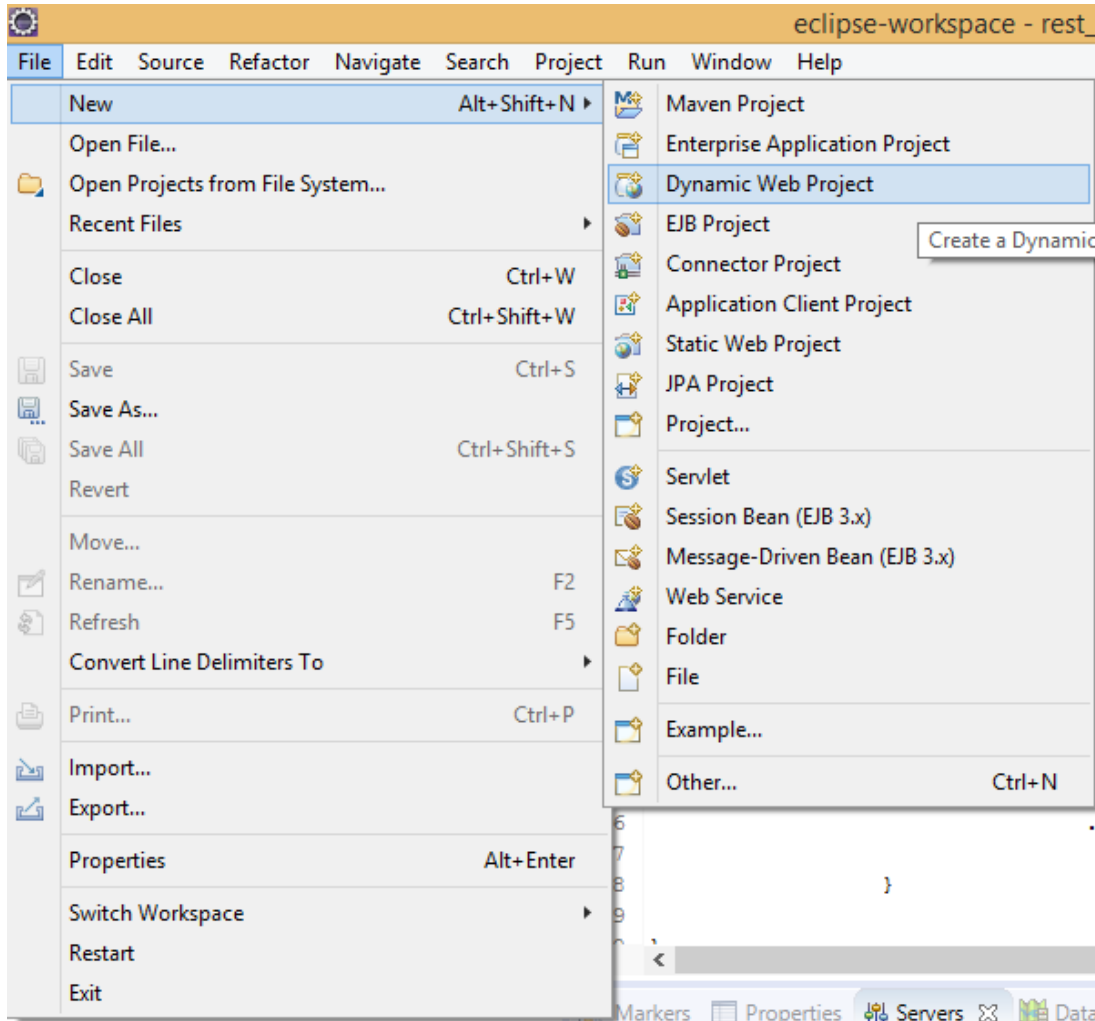 eclipse-workspace - rest_
File Edit Source Refactor Navigate Search Project Run Window Help
New Alt+Shift+N
Open File...
Open Projects from File System...
Recent Files
Close Ctrl+W
Close All Ctrl+Shift+W
Save Ctrl+S
Save As...
Save All Ctrl+Shift+S
Revert
Move...
Rename... F2
Refresh F5
Convert Line Delimiters To
Print... Ctrl+P
Import...
Export...
Properties Alt+Enter
Switch Workspace
Restart
Exit
Maven Project
Enterprise Application Project
Dynamic Web Project
EJB Project
Create a Dynamic
Connector Project
Application Client Project
Static Web Project
JPA Project
Project...
Servlet
Session Bean (EJB 3.x)
Message-Driven Bean (EJB 3.x)
Web Service
Folder
File
Example...
Other... Ctrl+N
6 .
7
8 }
9
Markers Properties Servers Data